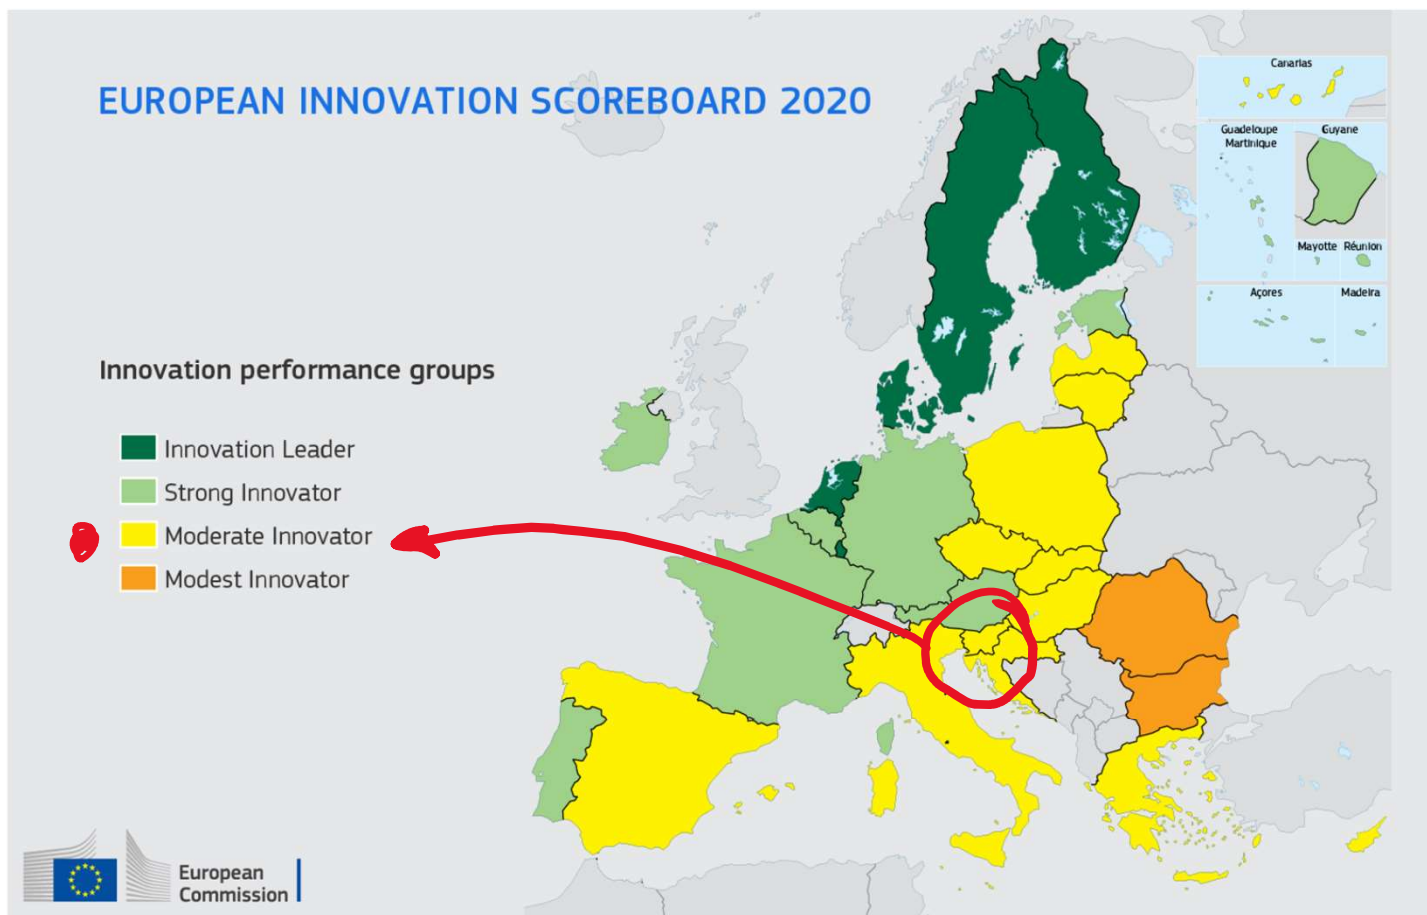 EUROPEAN INNOVATION SCOREBOARD 2020
Canarias
Guadeloupe
Martinique
Guyane
Mayotte
Réunion
Açores
Madeira
Innovation performance groups
Innovation Leader
Strong Innovator
Moderate Innovator
Modest Innovator
European
Commission